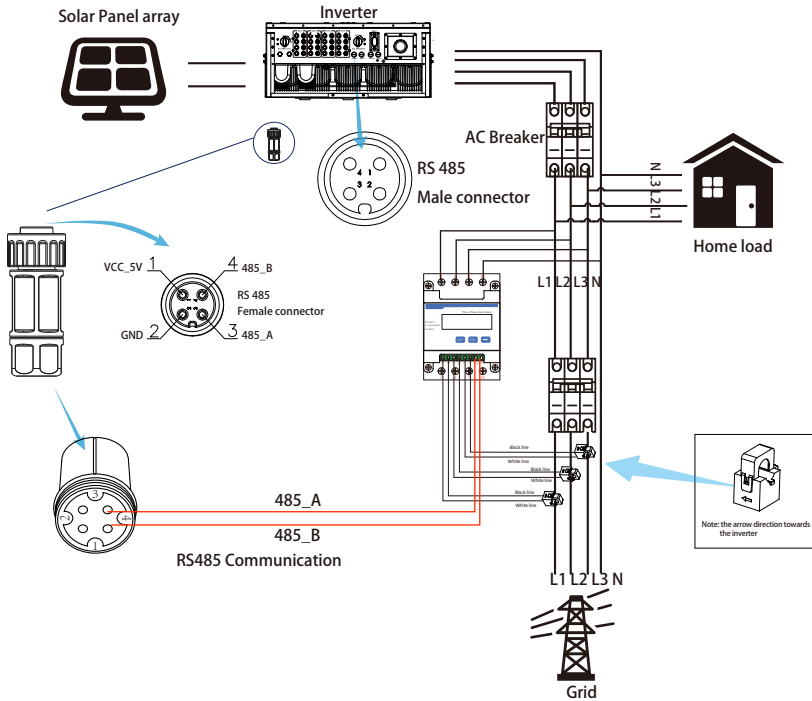 Solar Panel array
Inverter
AC Breaker
RS 485
Male connector
4 1
3 2
N
L3
L2
L1
Home load
VCC_5V 1
4 485_B
RS 485
Female connector
GND 2
3 485_A
L1 L2 L3 N
Black line
White line
Black line
White line
Black line
White line
3
2
4
1
485_A
485_B
RS485 Communication
Note: the arrow direction towards
the inverter
L1 L2 L3 N
Grid